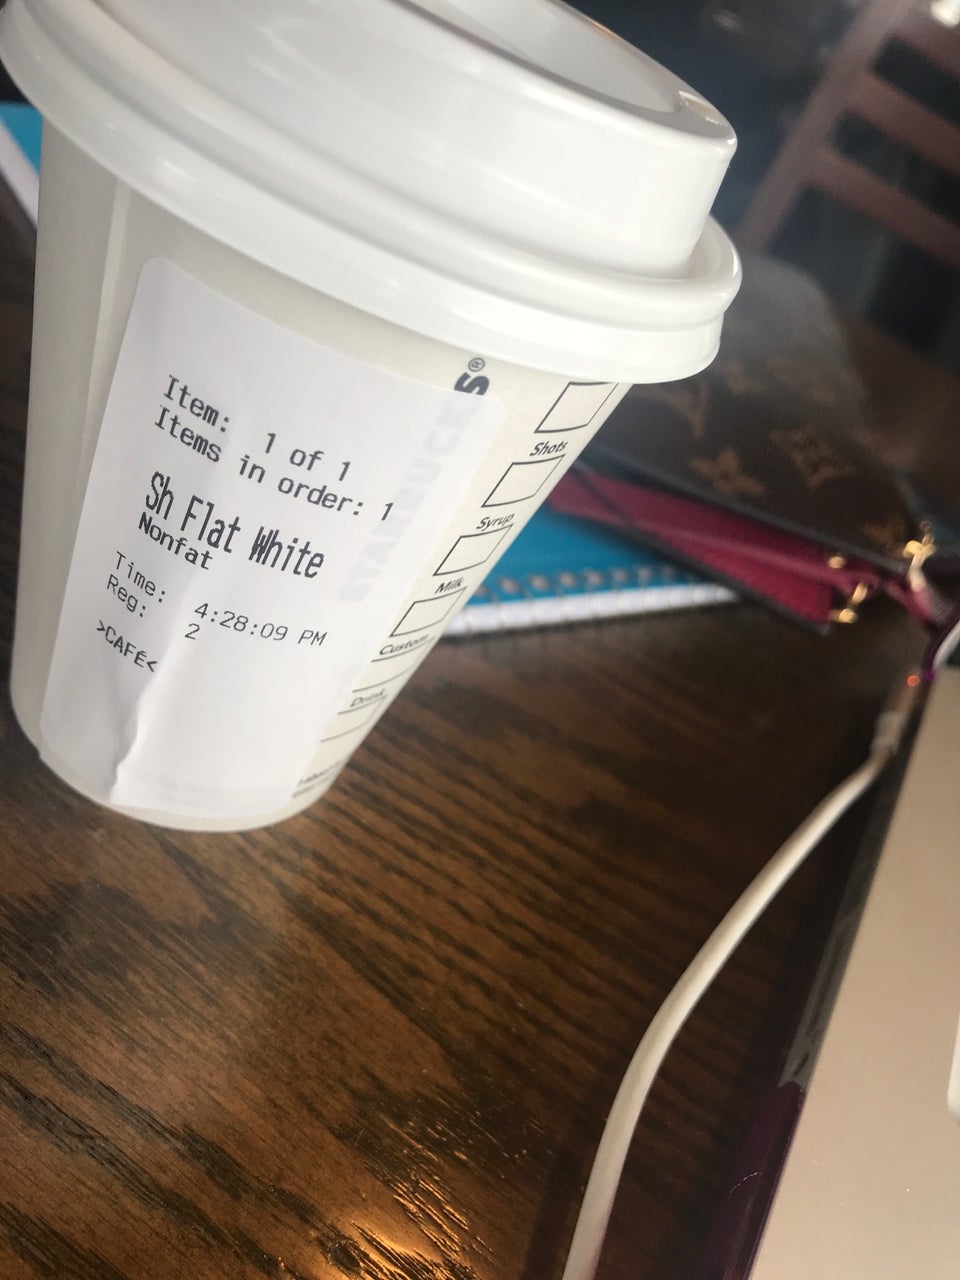 Item: 1 of 1
Items in order: 1
Sh Flat White
Nonfat
Time: 4:28:09 PM
Reg: 2
>CAFÉ<
STARBUCKS®
Shots
Syrup
Milk
Custom
Drink